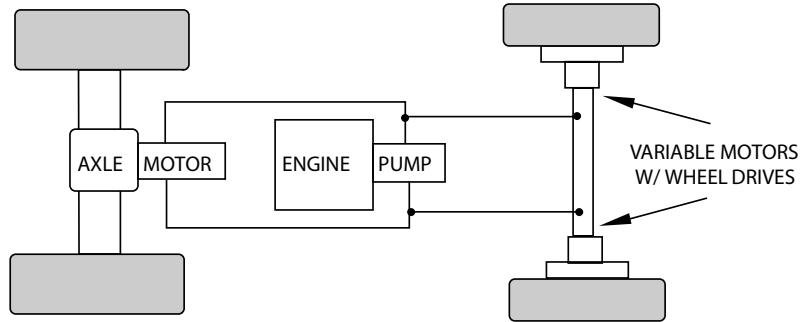 AXLE
MOTOR
ENGINE
PUMP
VARIABLE MOTORS
W/ WHEEL DRIVES